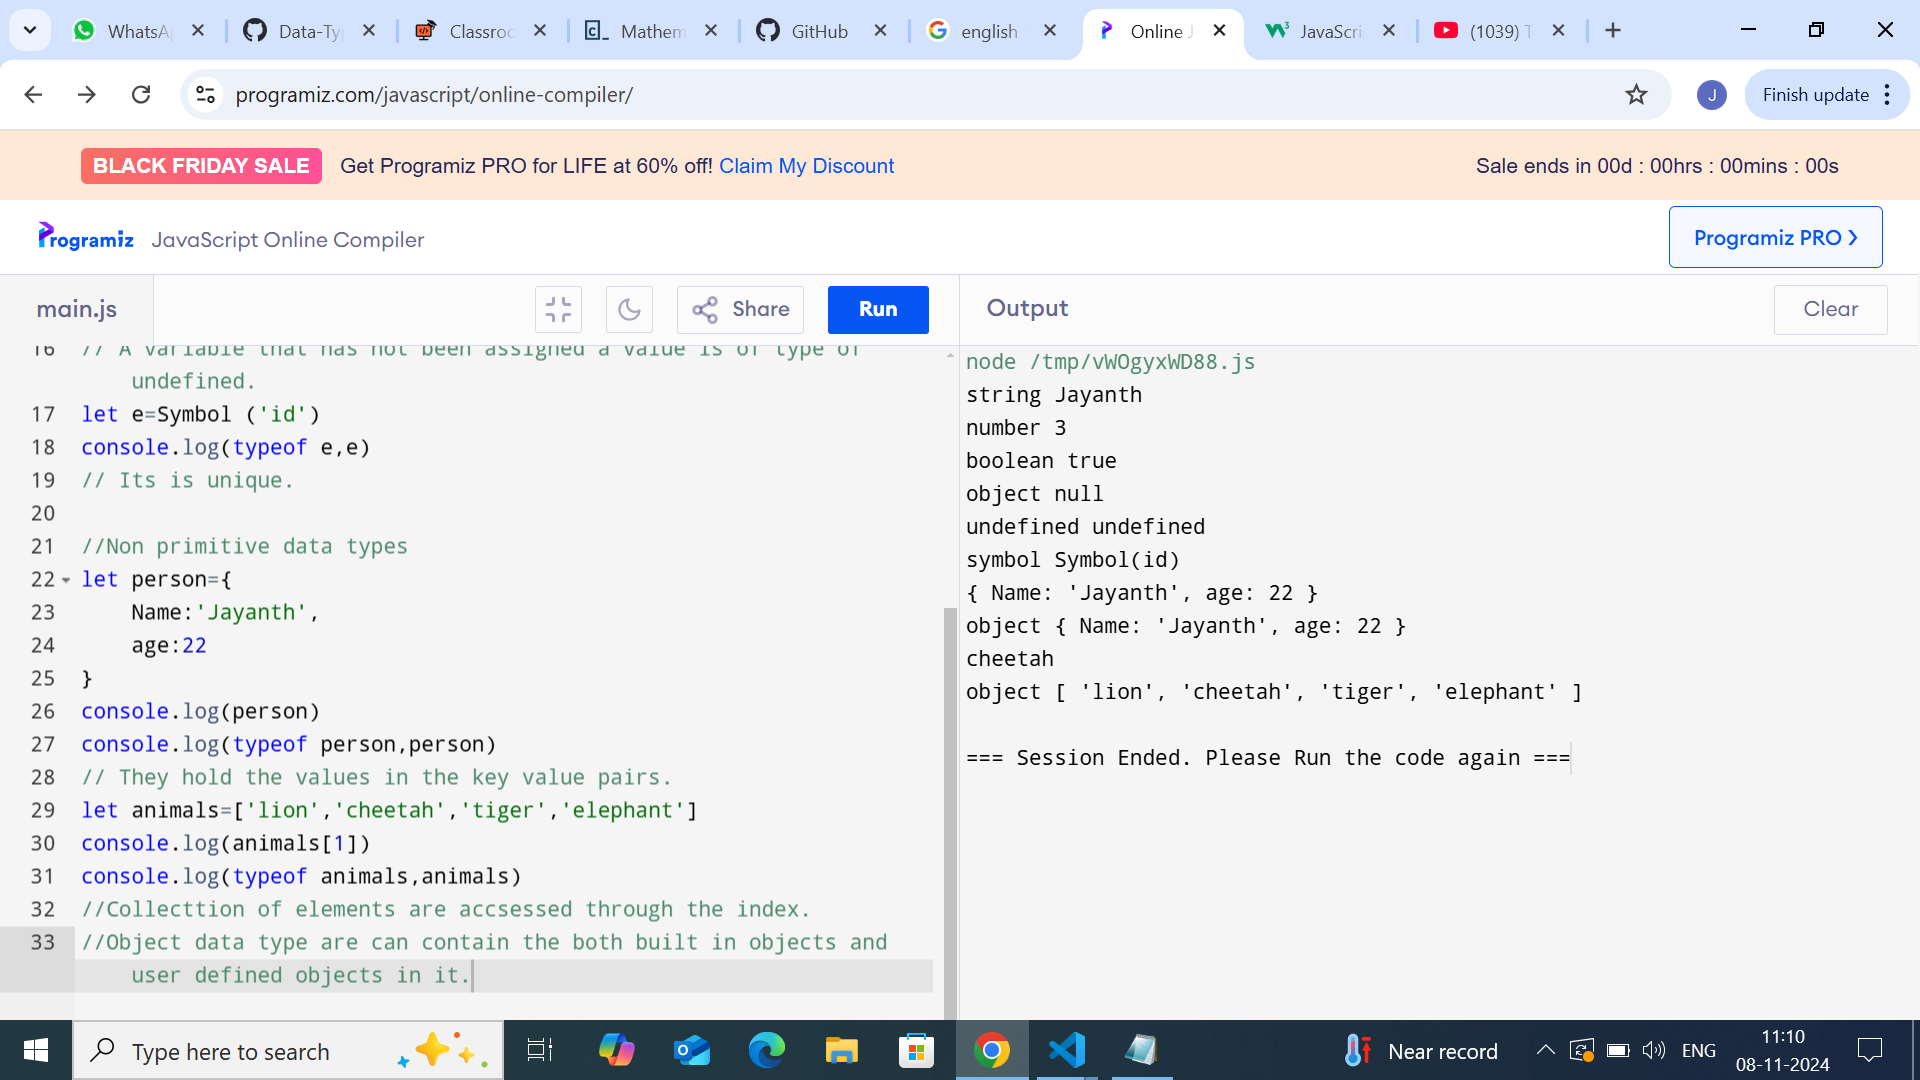 WhatsA
Data-Ty
Classroo
Mathem
GitHub
english
Online J
JavaScri
(1039) T
programiz.com/javascript/online-compiler/
J
Finish update
BLACK FRIDAY SALE
Get Programiz PRO for LIFE at 60% off! Claim My Discount
Sale ends in 00d : 00hrs : 00mins : 00s
Programiz
JavaScript Online Compiler
Programiz PRO ❯
main.js
Share
Run
Output
Clear
16 // A variable that has not been assigned a value is of type of
undefined.
17 let e=Symbol ('id')
18 console.log(typeof e,e)
19 // Its is unique.
20
21 //Non primitive data types
22 let person={
23 Name:'Jayanth',
24 age:22
25 }
26 console.log(person)
27 console.log(typeof person,person)
28 // They hold the values in the key value pairs.
29 let animals=['lion','cheetah','tiger','elephant']
30 console.log(animals[1])
31 console.log(typeof animals,animals)
32 //Collecttion of elements are accsessed through the index.
33 //Object data type are can contain the both built in objects and
user defined objects in it.
node /tmp/vWOgyxWD88.js
string Jayanth
number 3
boolean true
object null
undefined undefined
symbol Symbol(id)
{ Name: 'Jayanth', age: 22 }
object { Name: 'Jayanth', age: 22 }
cheetah
object [ 'lion', 'cheetah', 'tiger', 'elephant' ]
=== Session Ended. Please Run the code again ===
Type here to search
Near record
ENG
11:10
08-11-2024